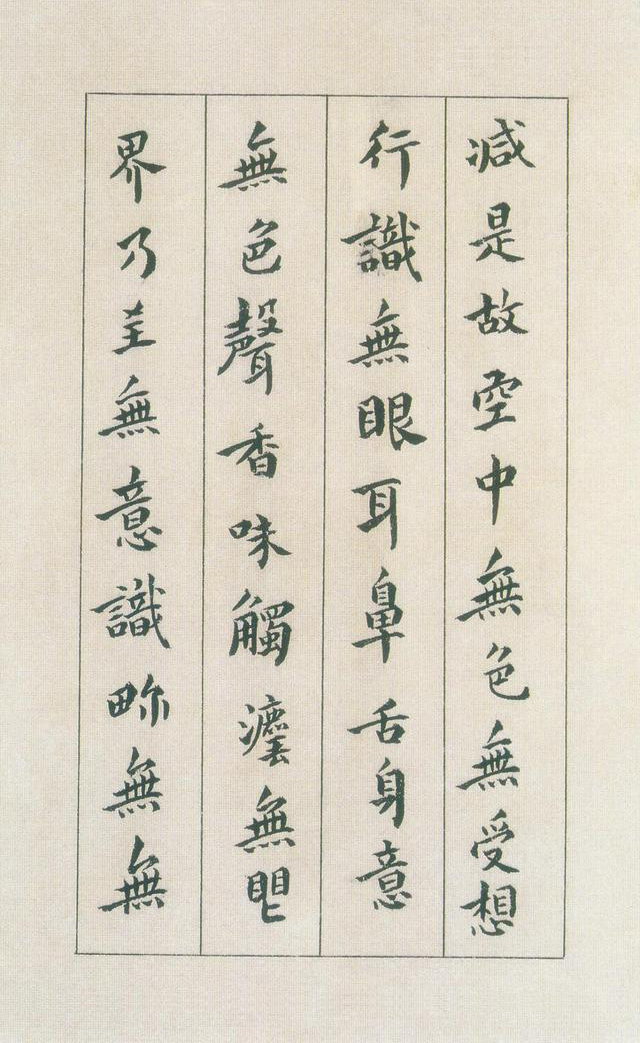 減是故空中無色無受想
行識無眼耳鼻舌身意
無色聲香味觸灋無眼
界乃至無意識畍無無